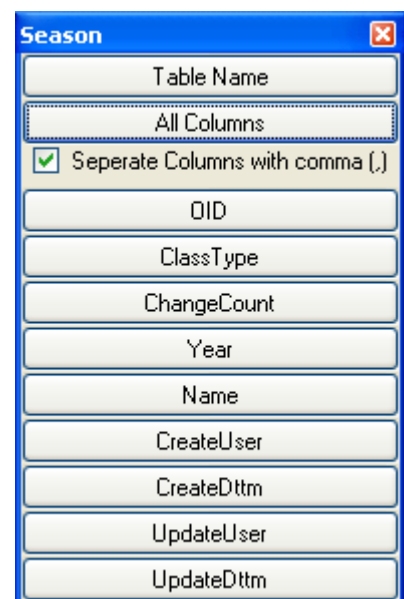 Season
Table Name
All Columns
Seperate Columns with comma (,)
OID
ClassType
ChangeCount
Year
Name
CreateUser
CreateDttm
UpdateUser
UpdateDttm